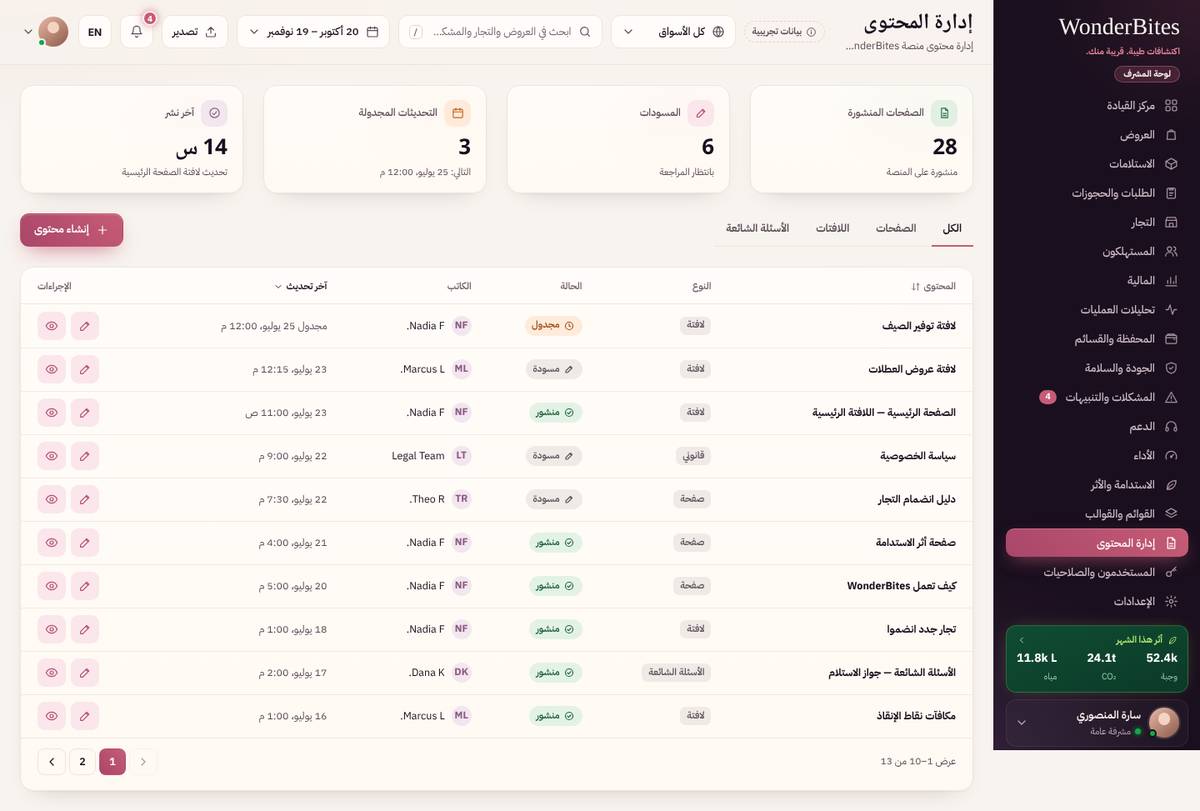 WonderBites
اكتشافات طيبة. قريبة منك.
لوحة المشرف
مركز القيادة
العروض
الاستلامات
الطلبات والحجوزات
التجار
المستهلكون
المالية
تحليلات العمليات
المحفظة والقسائم
الجودة والسلامة
المشكلات والتنبيهات 4
الدعم
الأداء
الاستدامة والأثر
القوائم والقوالب
إدارة المحتوى
المستخدمون والصلاحيات
الإعدادات
أثر هذا الشهر
52.4k 24.1t 11.8k L
وجبة CO₂ مياه
سارة المنصوري
مشرفة عامة
إدارة المحتوى
إدارة محتوى منصة nderBites...
بيانات تجريبية
كل الأسواق
ابحث في العروض والتجار والمشكـ... /
20 أكتوبر – 19 نوفمبر
تصدير
4
EN
الصفحات المنشورة
28
منشورة على المنصة
المسودات
6
بانتظار المراجعة
التحديثات المجدولة
3
التالي: 25 يوليو، 12:00 م
آخر نشر
14 س
تحديث لافتة الصفحة الرئيسية
الكل الصفحات اللافتات الأسئلة الشائعة
إنشاء محتوى
المحتوى النوع الحالة الكاتب آخر تحديث الإجراءات
لافتة توفير الصيف لافتة مجدول NF Nadia F. مجدول 25 يوليو، 12:00 م
لافتة عروض العطلات لافتة مسودة ML Marcus L. 23 يوليو، 12:15 م
الصفحة الرئيسية — اللافتة الرئيسية لافتة منشور NF Nadia F. 23 يوليو، 11:00 ص
سياسة الخصوصية قانوني مسودة LT Legal Team 22 يوليو، 9:00 م
دليل انضمام التجار صفحة مسودة TR Theo R. 22 يوليو، 7:30 م
صفحة أثر الاستدامة صفحة منشور NF Nadia F. 21 يوليو، 4:00 م
كيف تعمل WonderBites صفحة منشور NF Nadia F. 20 يوليو، 5:00 م
تجار جدد انضموا لافتة منشور NF Nadia F. 18 يوليو، 1:00 م
الأسئلة الشائعة — جواز الاستلام الأسئلة الشائعة منشور DK Dana K. 17 يوليو، 2:00 م
مكافآت نقاط الإنقاذ لافتة منشور ML Marcus L. 16 يوليو، 1:00 م
عرض 1–10 من 13
1 2